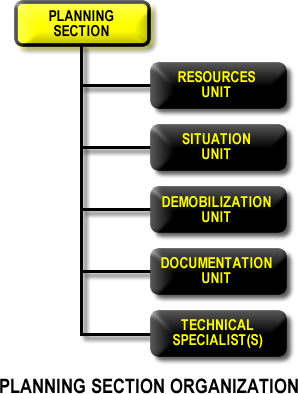 PLANNING
SECTION
RESOURCES
UNIT
SITUATION
UNIT
DEMOBILIZATION
UNIT
DOCUMENTATION
UNIT
TECHNICAL
SPECIALIST(S)
PLANNING SECTION ORGANIZATION